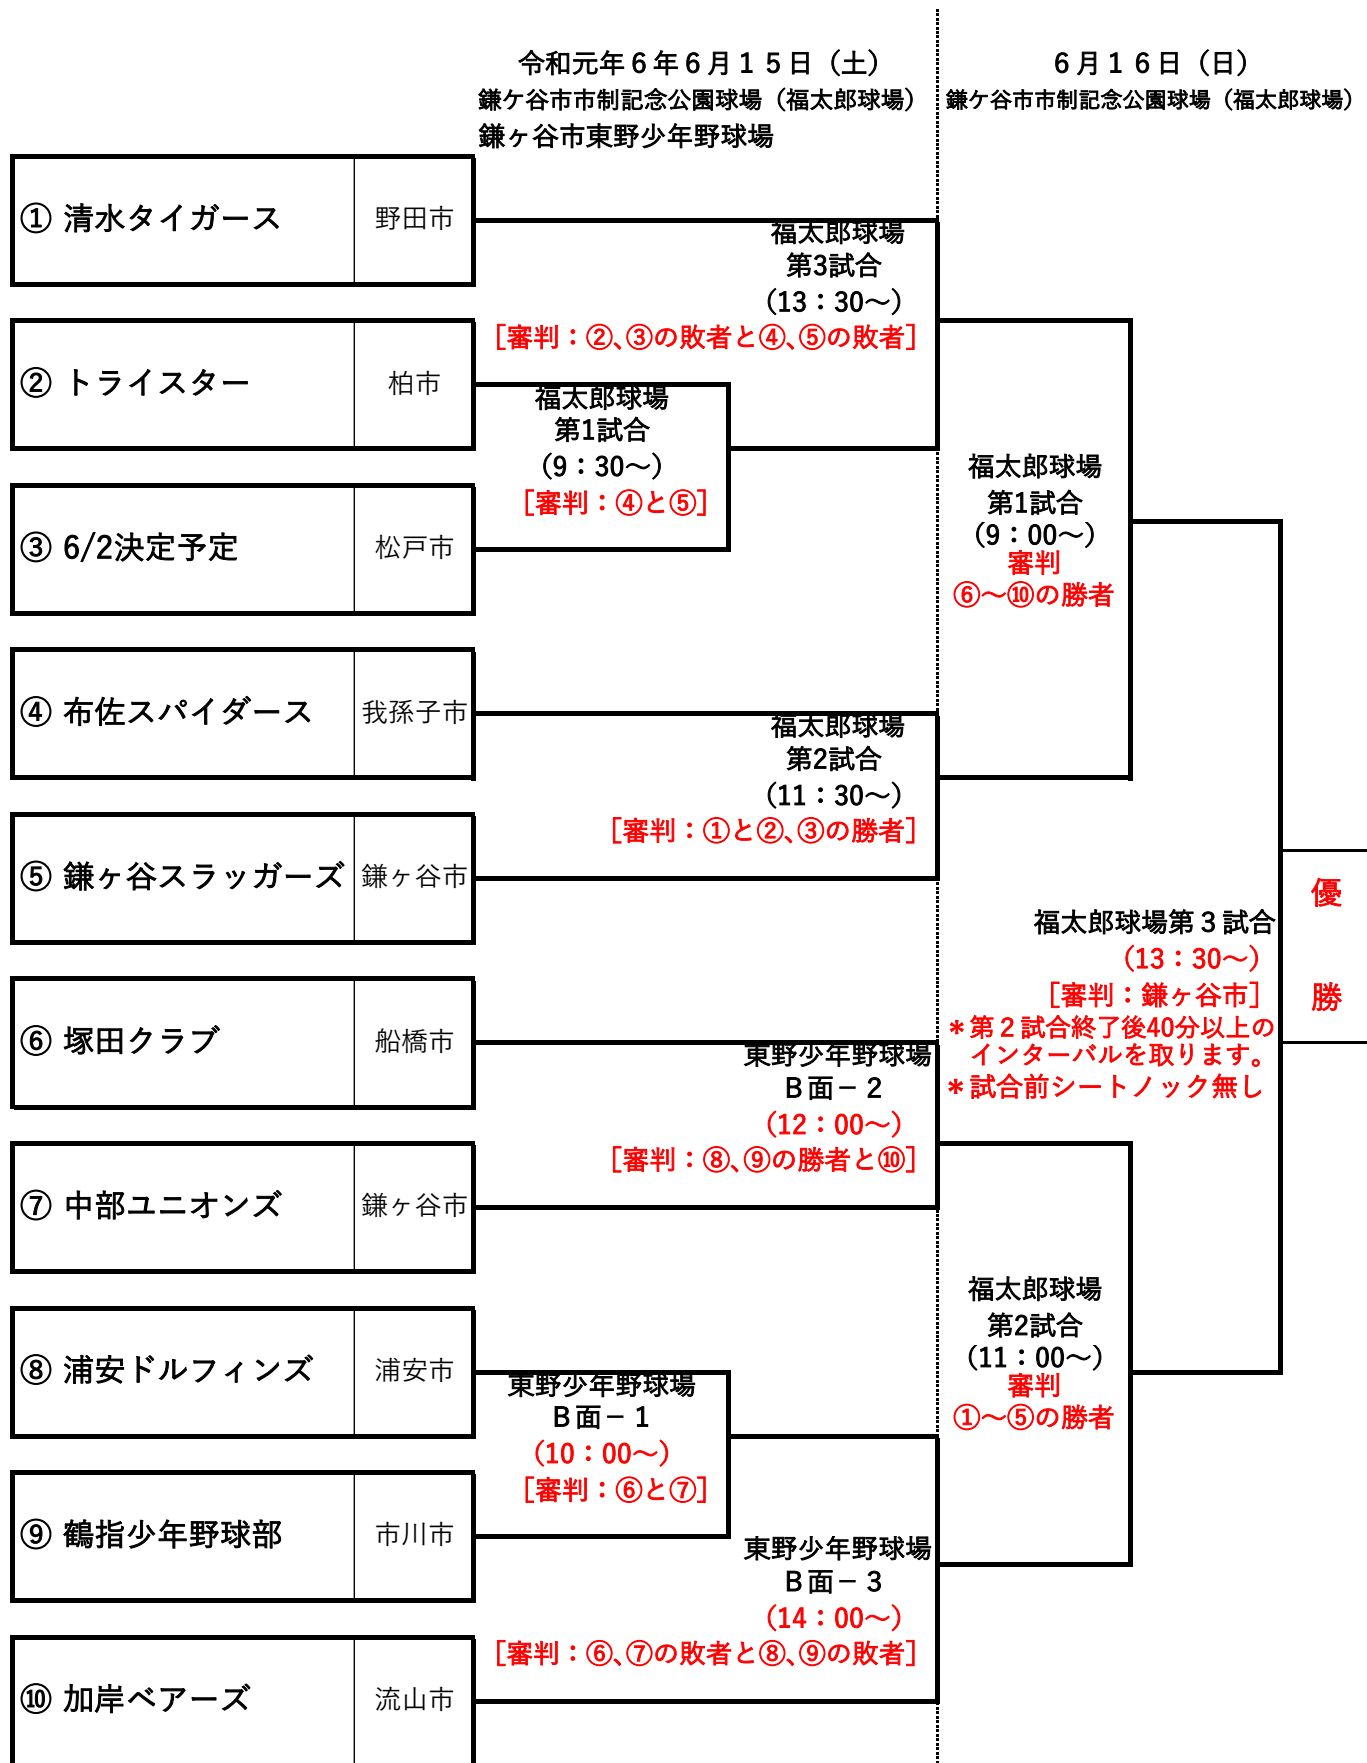 令和元年６年６月１５日（土）
鎌ケ谷市市制記念公園球場（福太郎球場）
鎌ヶ谷市東野少年野球場
６月１６日（日）
鎌ケ谷市市制記念公園球場（福太郎球場）
① 清水タイガース 野田市
福太郎球場
第3試合
（13：30～）
［審判：②、③の敗者と④、⑤の敗者］
② トライスター 柏市
福太郎球場
第1試合
（9：30～）
［審判：④と⑤］
③ 6/2決定予定 松戸市
福太郎球場
第1試合
（9：00～）
審判
⑥～⑩の勝者
④ 布佐スパイダース 我孫子市
福太郎球場
第2試合
（11：30～）
［審判：①と②、③の勝者］
⑤ 鎌ヶ谷スラッガーズ 鎌ヶ谷市
優
勝
福太郎球場第３試合
（13：30～）
［審判：鎌ヶ谷市］
＊第２試合終了後40分以上の
インターバルを取ります。
＊試合前シートノック無し
⑥ 塚田クラブ 船橋市
東野少年野球場
Ｂ面－２
（12：00～）
［審判：⑧、⑨の勝者と⑩］
⑦ 中部ユニオンズ 鎌ヶ谷市
福太郎球場
第2試合
（11：00～）
審判
①～⑤の勝者
⑧ 浦安ドルフィンズ 浦安市
東野少年野球場
Ｂ面－１
（10：00～）
［審判：⑥と⑦］
⑨ 鶴指少年野球部 市川市
東野少年野球場
Ｂ面－３
（14：00～）
［審判：⑥、⑦の敗者と⑧、⑨の敗者］
⑩ 加岸ベアーズ 流山市